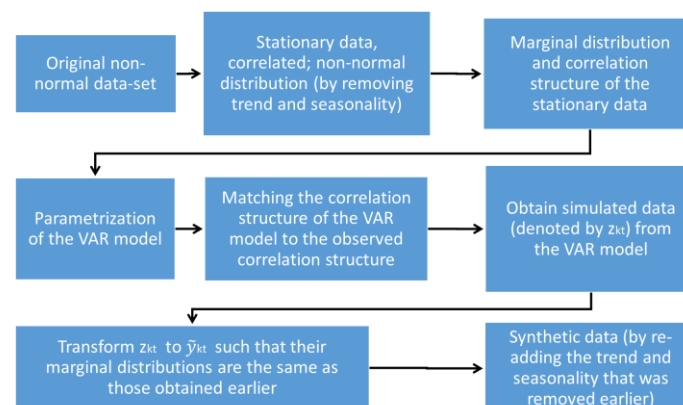 Original non-
normal data-set
Stationary data,
correlated; non-normal
distribution (by removing
trend and seasonality)
Marginal distribution
and correlation
structure of the
stationary data
Parametrization
of the VAR model
Matching the correlation
structure of the VAR
model to the observed
correlation structure
Obtain simulated data
(denoted by zₖₜ) from
the VAR model
Transform zₖₜ to ỹₖₜ such that their
marginal distributions are the same as
those obtained earlier
Synthetic data (by re-
adding the trend and
seasonality that was
removed earlier)